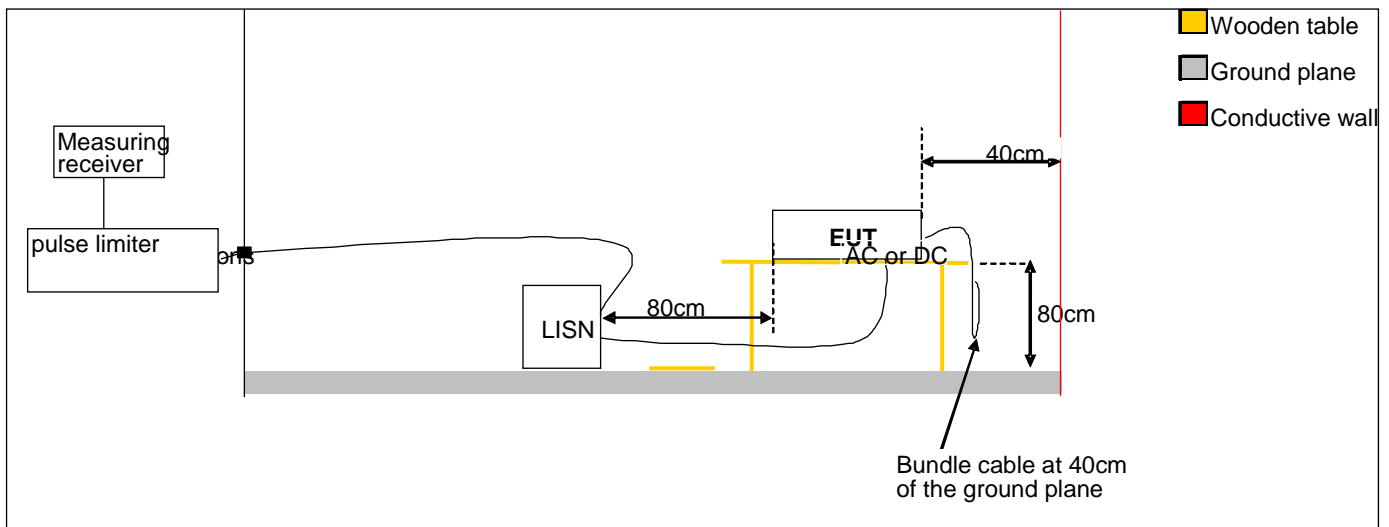 Wooden table
Ground plane
Conductive wall
Measuring
receiver
40cm
pulse limiter
ons
EUT
AC or DC
80cm
LISN
80cm
Bundle cable at 40cm
of the ground plane